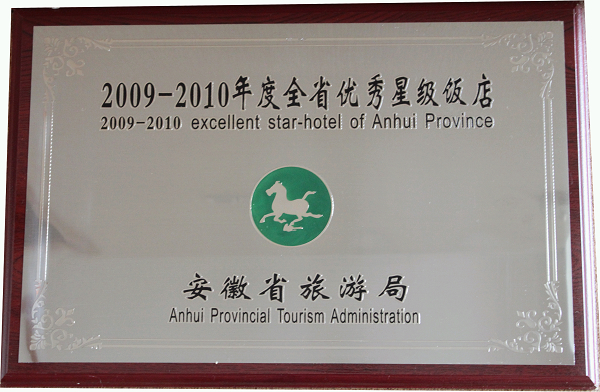 2009-2010年度全省优秀星级饭店
2009-2010 excellent star-hotel of Anhui Province
安徽省旅游局
Anhui Provincial Tourism Administration